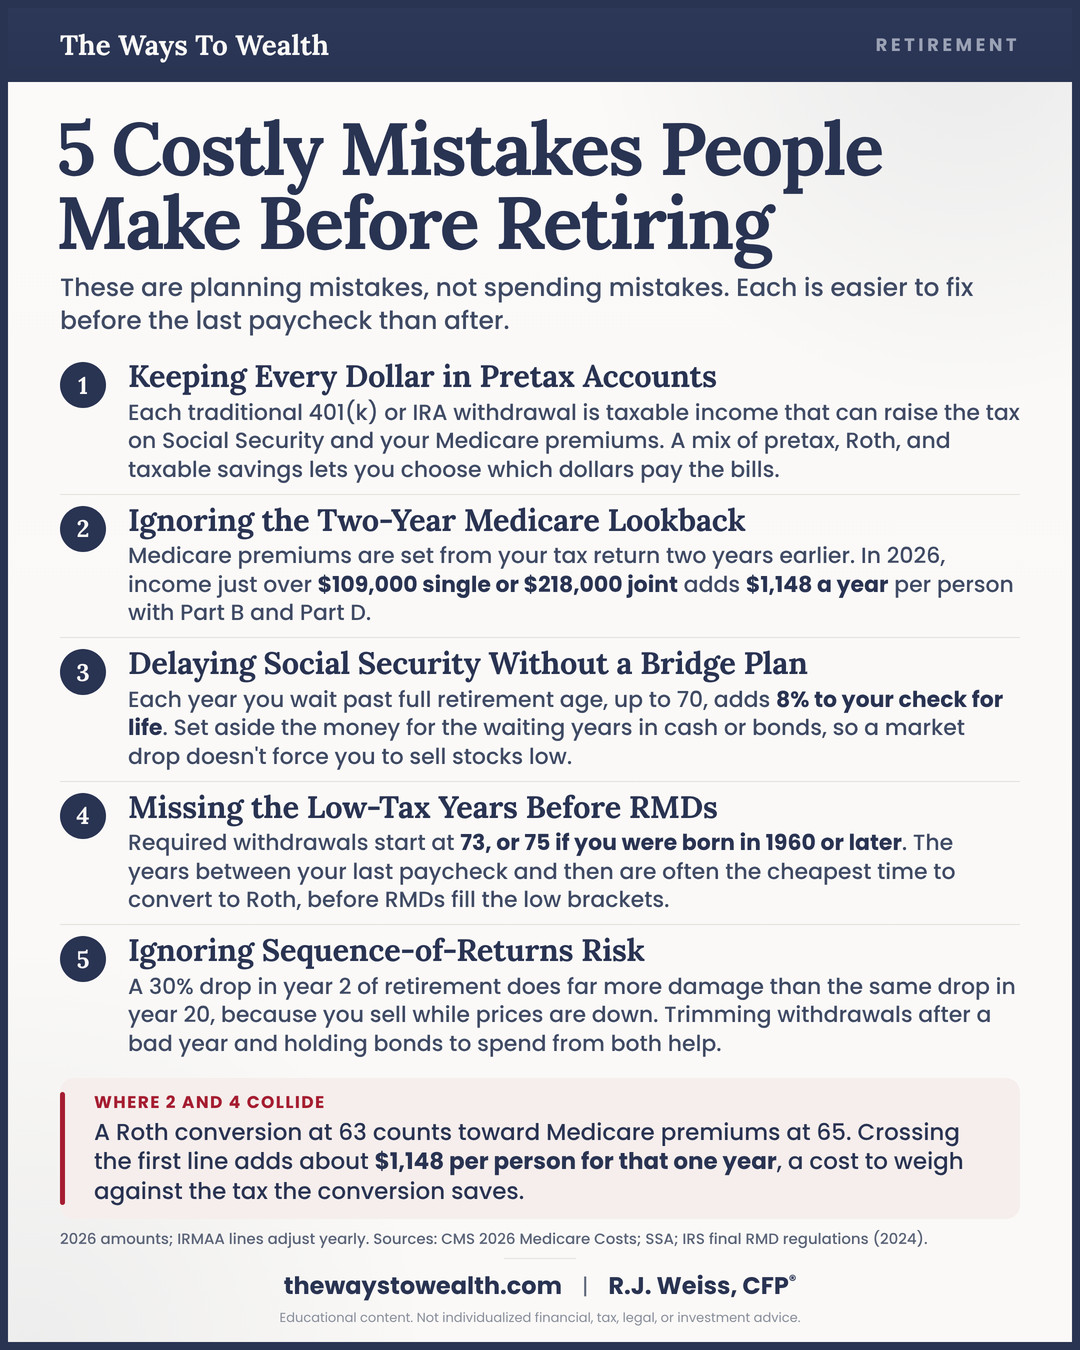 The Ways To Wealth
RETIREMENT
5 Costly Mistakes People
Make Before Retiring
These are planning mistakes, not spending mistakes. Each is easier to fix
before the last paycheck than after.
1
Keeping Every Dollar in Pretax Accounts
Each traditional 401(k) or IRA withdrawal is taxable income that can raise the tax
on Social Security and your Medicare premiums. A mix of pretax, Roth, and
taxable savings lets you choose which dollars pay the bills.
2
Ignoring the Two-Year Medicare Lookback
Medicare premiums are set from your tax return two years earlier. In 2026,
income just over $109,000 single or $218,000 joint adds $1,148 a year per person
with Part B and Part D.
3
Delaying Social Security Without a Bridge Plan
Each year you wait past full retirement age, up to 70, adds 8% to your check for
life. Set aside the money for the waiting years in cash or bonds, so a market
drop doesn't force you to sell stocks low.
4
Missing the Low-Tax Years Before RMDs
Required withdrawals start at 73, or 75 if you were born in 1960 or later. The
years between your last paycheck and then are often the cheapest time to
convert to Roth, before RMDs fill the low brackets.
5
Ignoring Sequence-of-Returns Risk
A 30% drop in year 2 of retirement does far more damage than the same drop in
year 20, because you sell while prices are down. Trimming withdrawals after a
bad year and holding bonds to spend from both help.
WHERE 2 AND 4 COLLIDE
A Roth conversion at 63 counts toward Medicare premiums at 65. Crossing
the first line adds about $1,148 per person for that one year, a cost to weigh
against the tax the conversion saves.
2026 amounts; IRMAA lines adjust yearly. Sources: CMS 2026 Medicare Costs; SSA; IRS final RMD regulations (2024).
thewaystowealth.com | R.J. Weiss, CFP®
Educational content. Not individualized financial, tax, legal, or investment advice.